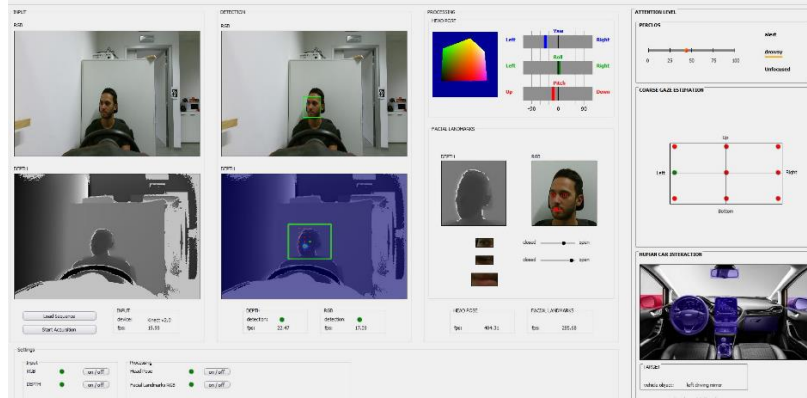 INPUT
RGB
DEPTH
Load Sequence
Start Acquisition
INPUT
device: Kinect v2.0
fps:
DETECTION
RGB
DEPTH
DEPTH
detection:
fps: 22.47
RGB
detection:
fps:
PROCESSING
HEAD POSE
Yaw
Left Right
Roll
Left Right
Pitch
Up Down
-90 0 90
FACIAL LANDMARKS
DEPTH RGB
closed open
closed open
HEAD POSE
fps:
FACIAL LANDMARKS
fps:
ATTENTION LEVEL
PERCLOS
alert
drowsy
Unfocused
0 25 50 75 100
COARSE GAZE ESTIMATION
Up
Left Right
Bottom
HUMAN CAR INTERACTION
TARGET
vehicle object: left driving mirror
Settings
Input
RGB on / off
DEPTH on / off
Processing
Head Pose on / off
Facial Landmarks RGB on / off